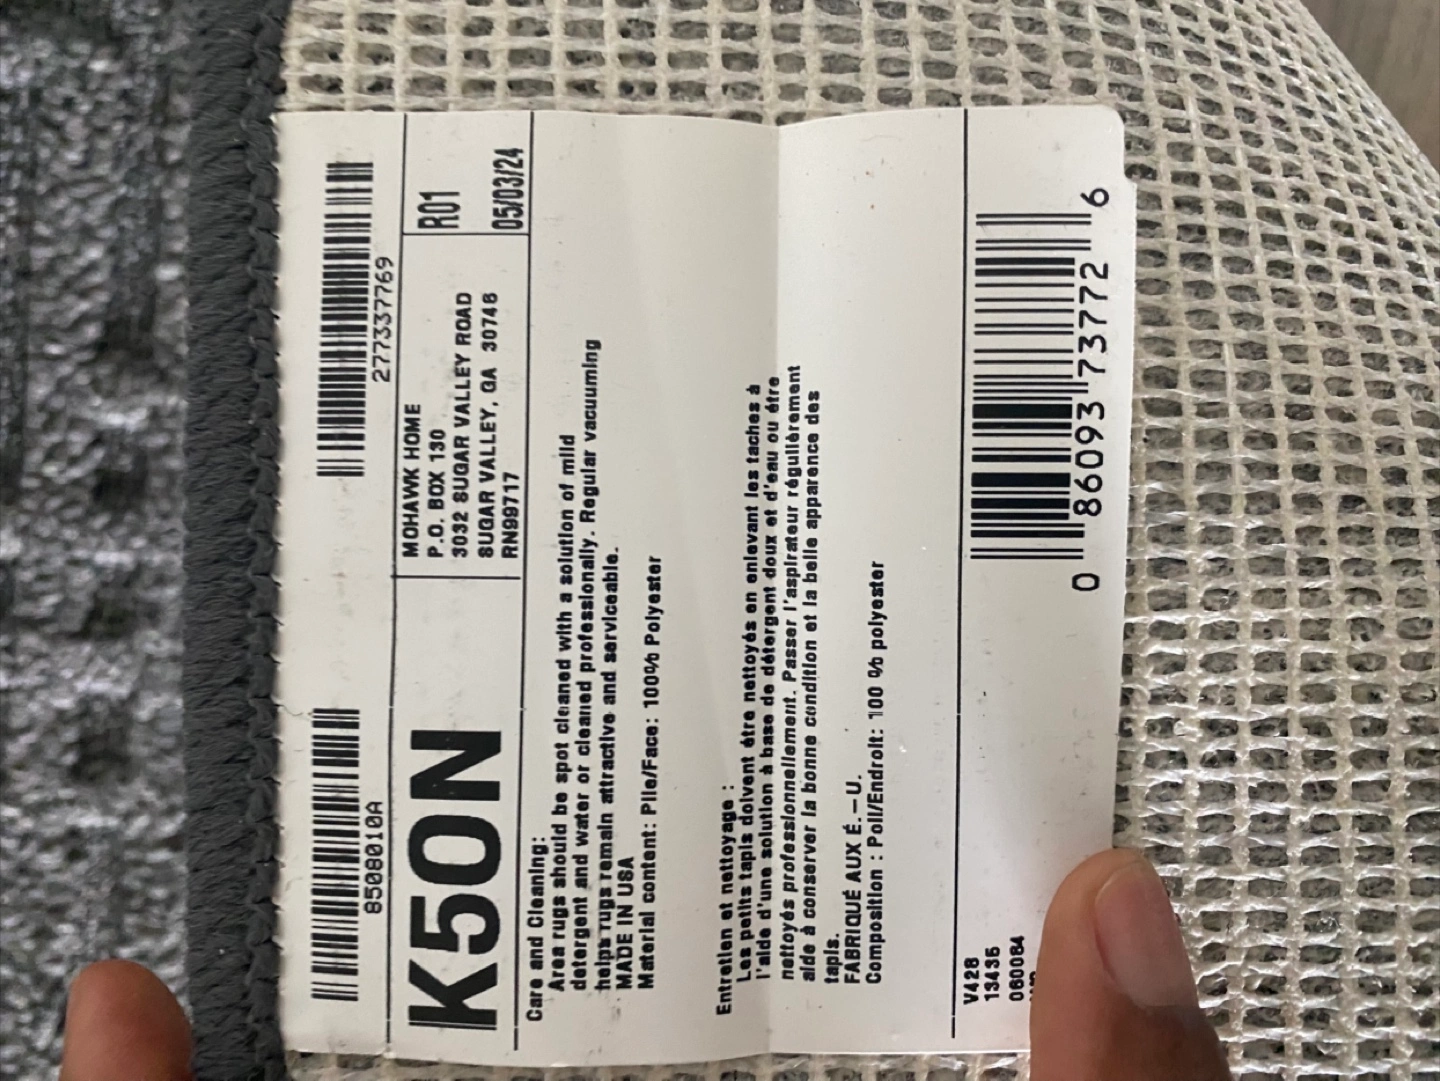 8508010A
2773337769
K50N
MOHAWK HOME
P.O. BOX 130
3032 SUGAR VALLEY ROAD
SUGAR VALLEY, GA 30746
RN99717
R01
05/03/24
Care and Cleaning:
Area rugs should be spot cleaned with a solution of mild
detergent and water or cleaned professionally. Regular vacuuming
helps rugs remain attractive and serviceable.
MADE IN USA
Material content: Pile/Face: 100% Polyester
Entretien et nettoyage :
Les petits tapis doivent être nettoyés en enlevant les taches à
l'aide d'une solution à base de détergent doux et d'eau ou être
nettoyés professionnellement. Passer l'aspirateur régulièrement
aide à conserver la bonne condition et la belle apparence des
tapis.
FABRIQUÉ AUX É.-U.
Composition : Poil/Endroit: 100 % polyester
V428
13435
060084
0 86093 73772 6